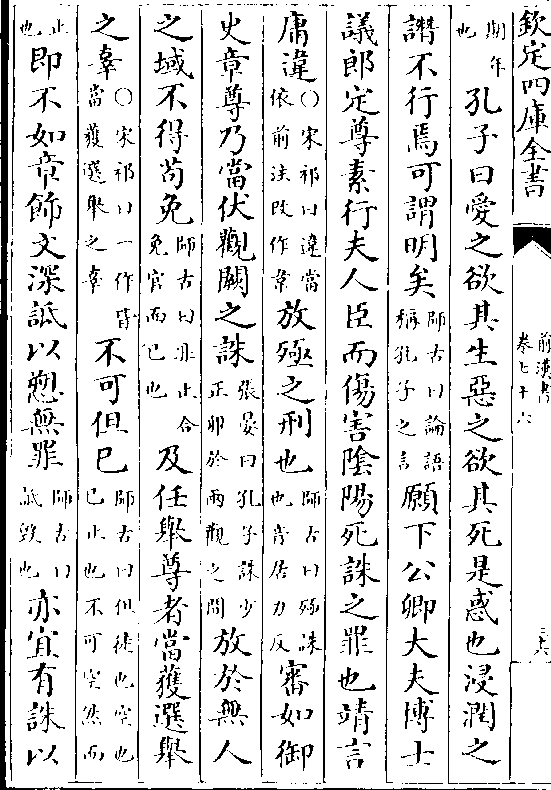 欽定四庫全書
前漢書
卷七十六
期年
也
孔子曰愛之欲其生惡之欲其死是惑也浸潤之
譖不行焉可謂明矣
師古曰論語
稱孔子之言
願下公卿大夫博士
議郎定尊素行夫人臣而傷害陰陽死誅之罪也靖言
庸違
○宋祁曰違當
依前注改作韋
放殛之刑也
師古曰殛誅
也音居力反
審如御
史章尊乃當伏觀闕之誅
張晏曰孔子誅少
正卯於兩觀之間
放於無人
之域不得苟免
師古曰非止合
免官而已也
及任舉尊者當獲選舉
之辜
○宋祁曰一作皆
當獲選舉之辜
不可但已
師古曰但徒也空也
已止也不可空然而
止
也
即不如章飾文深詆以愬無罪
師古曰
詆毀也
亦宜有誅以